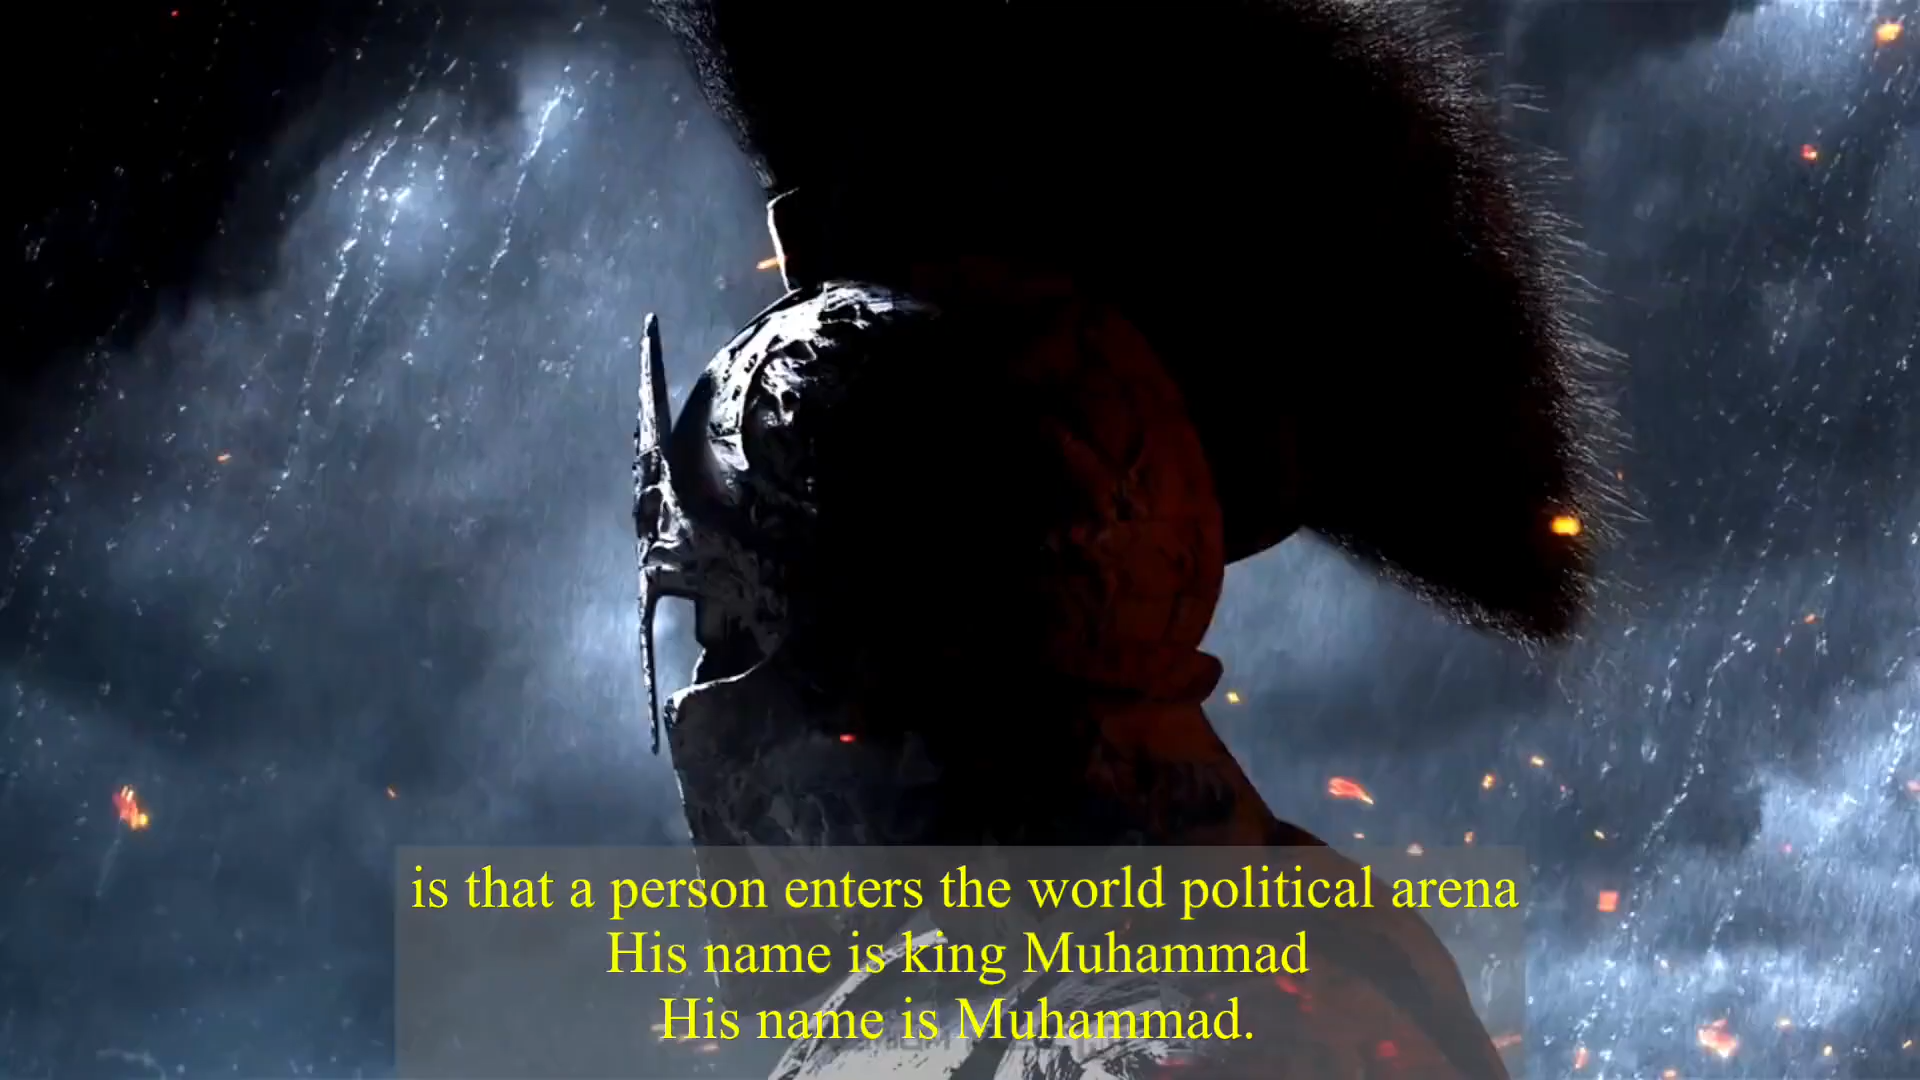 is that a person enters the world political arena
His name is king Muhammad
His name is Muhammad.